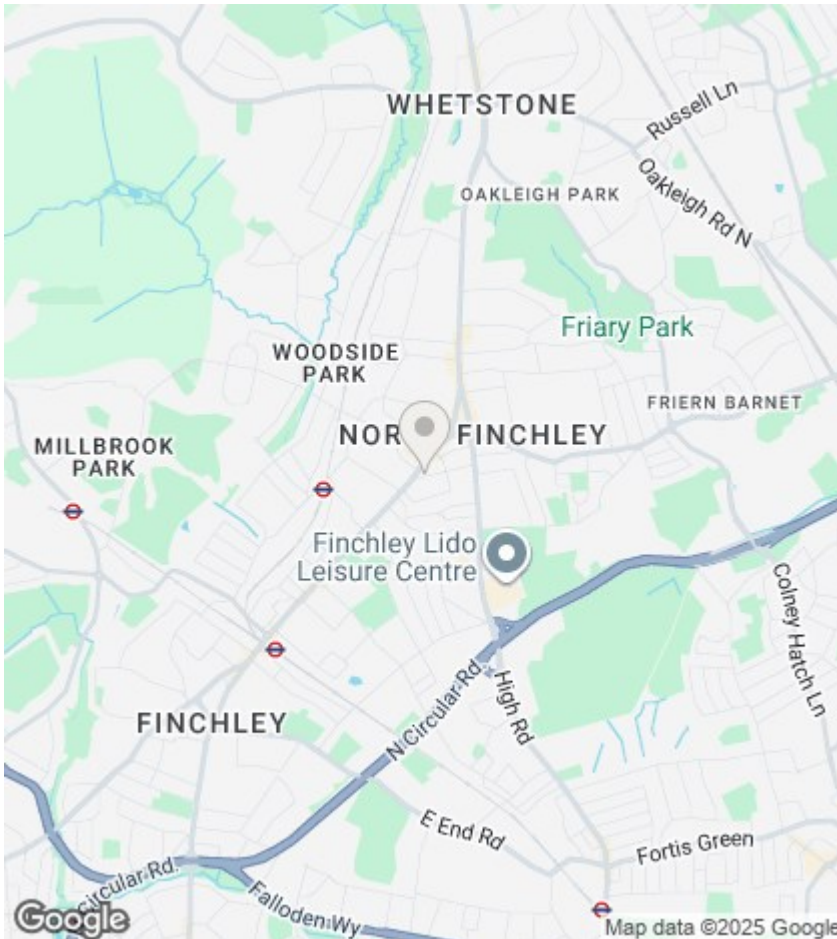 WHETSTONE
Russell Ln
Oakleigh Rd N
OAKLEIGH PARK
Friary Park
WOODSIDE
PARK
FRIERN BARNET
NOR FINCHLEY
MILLBROOK
PARK
Finchley Lido
Leisure Centre
Colney Hatch Ln
N Circular Rd.
High Rd
FINCHLEY
E End Rd
Fortis Green
Circular Rd.
Falloden Wy
Google
Map data ©2025 Google